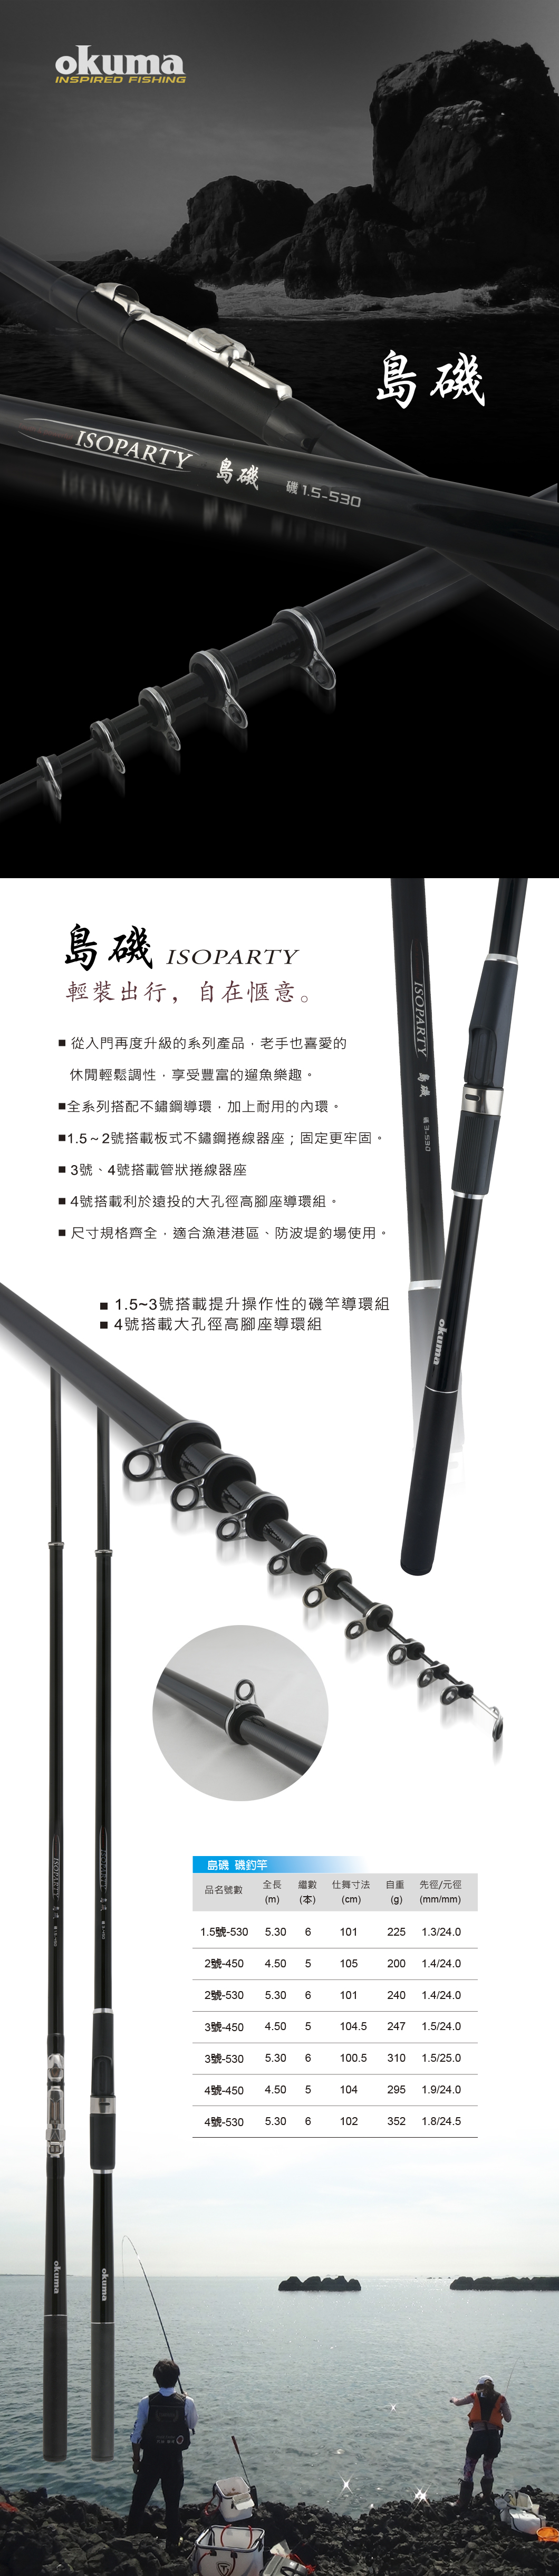 okuma
INSPIRED FISHING
島磯
ISOPARTY 島磯 磯 1.5-530
島磯 ISOPARTY
輕裝出行，自在愜意。
■ 從入門再度升級的系列產品，老手也喜愛的
休閒輕鬆調性，享受豐富的遛魚樂趣。
■全系列搭配不鏽鋼導環，加上耐用的內環。
■1.5～2號搭載板式不鏽鋼捲線器座；固定更牢固。
■ 3號、4號搭載管狀捲線器座
■ 4號搭載利於遠投的大孔徑高腳座導環組。
■ 尺寸規格齊全，適合漁港港區、防波堤釣場使用。
ISOPARTY 島磯 磯 3-530
okuma
■ 1.5~3號搭載提升操作性的磯竿導環組
■ 4號搭載大孔徑高腳座導環組
島磯 磯釣竿
品名號數 全長(m) 繼數(本) 仕舞寸法(cm) 自重(g) 先徑/元徑(mm/mm)
1.5號-530 5.30 6 101 225 1.3/24.0
2號-450 4.50 5 105 200 1.4/24.0
2號-530 5.30 6 101 240 1.4/24.0
3號-450 4.50 5 104.5 247 1.5/24.0
3號-530 5.30 6 100.5 310 1.5/25.0
4號-450 4.50 5 104 295 1.9/24.0
4號-530 5.30 6 102 352 1.8/24.5
ISOPARTY 島磯
ISOPARTY 島磯
okuma
okuma